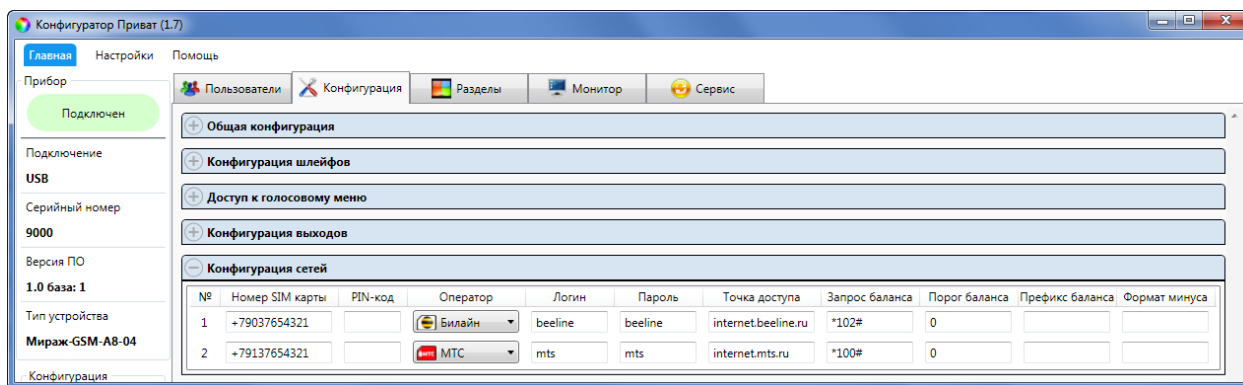 Конфигуратор Приват (1.7)
Главная Настройки Помощь
Прибор
Подключен
Подключение
USB
Серийный номер
9000
Версия ПО
1.0 база: 1
Тип устройства
Мираж-GSM-A8-04
Конфигурация
Пользователи Конфигурация Разделы Монитор Сервис
Общая конфигурация
Конфигурация шлейфов
Доступ к голосовому меню
Конфигурация выходов
Конфигурация сетей
№ Номер SIM карты PIN-код Оператор Логин Пароль Точка доступа Запрос баланса Порог баланса Префикс баланса Формат минуса
1 +79037654321 Билайн beeline beeline internet.beeline.ru *102# 0
2 +79137654321 МТС mts mts internet.mts.ru *100# 0